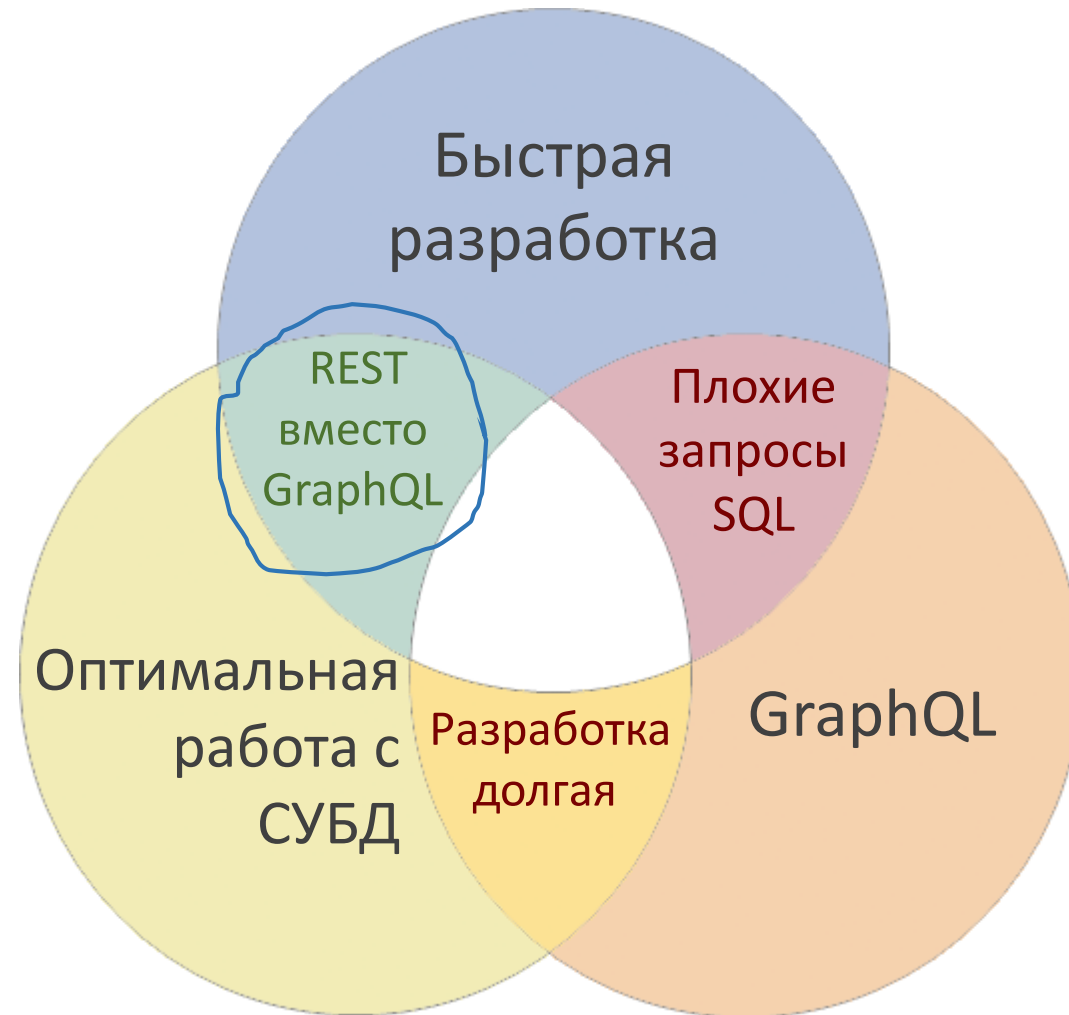 Быстрая
разработка
REST
вместо
GraphQL
Плохие
запросы
SQL
Оптимальная
работа с
СУБД
Разработка
долгая
GraphQL